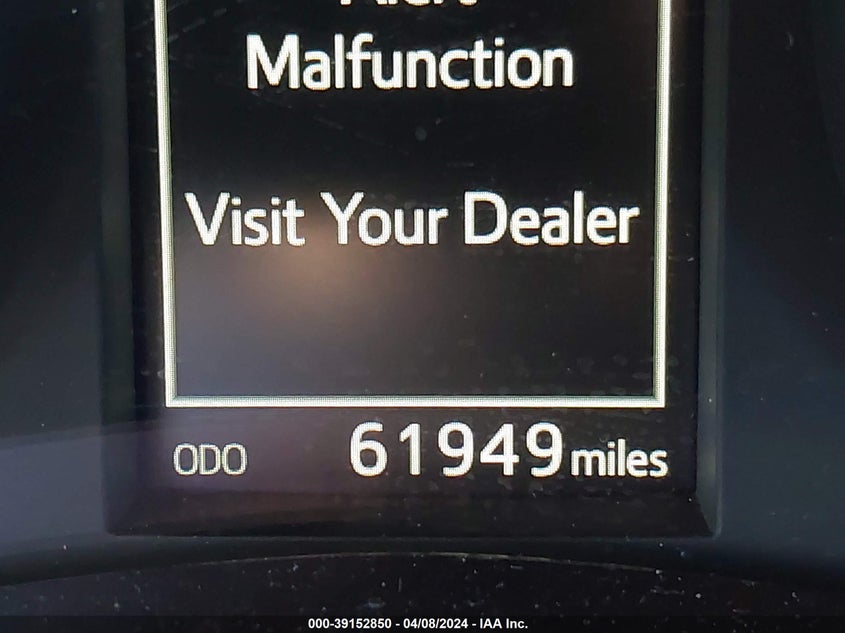 Malfunction
Visit Your Dealer
ODO 61949 miles
000-39152850 - 04/08/2024 - IAA Inc.